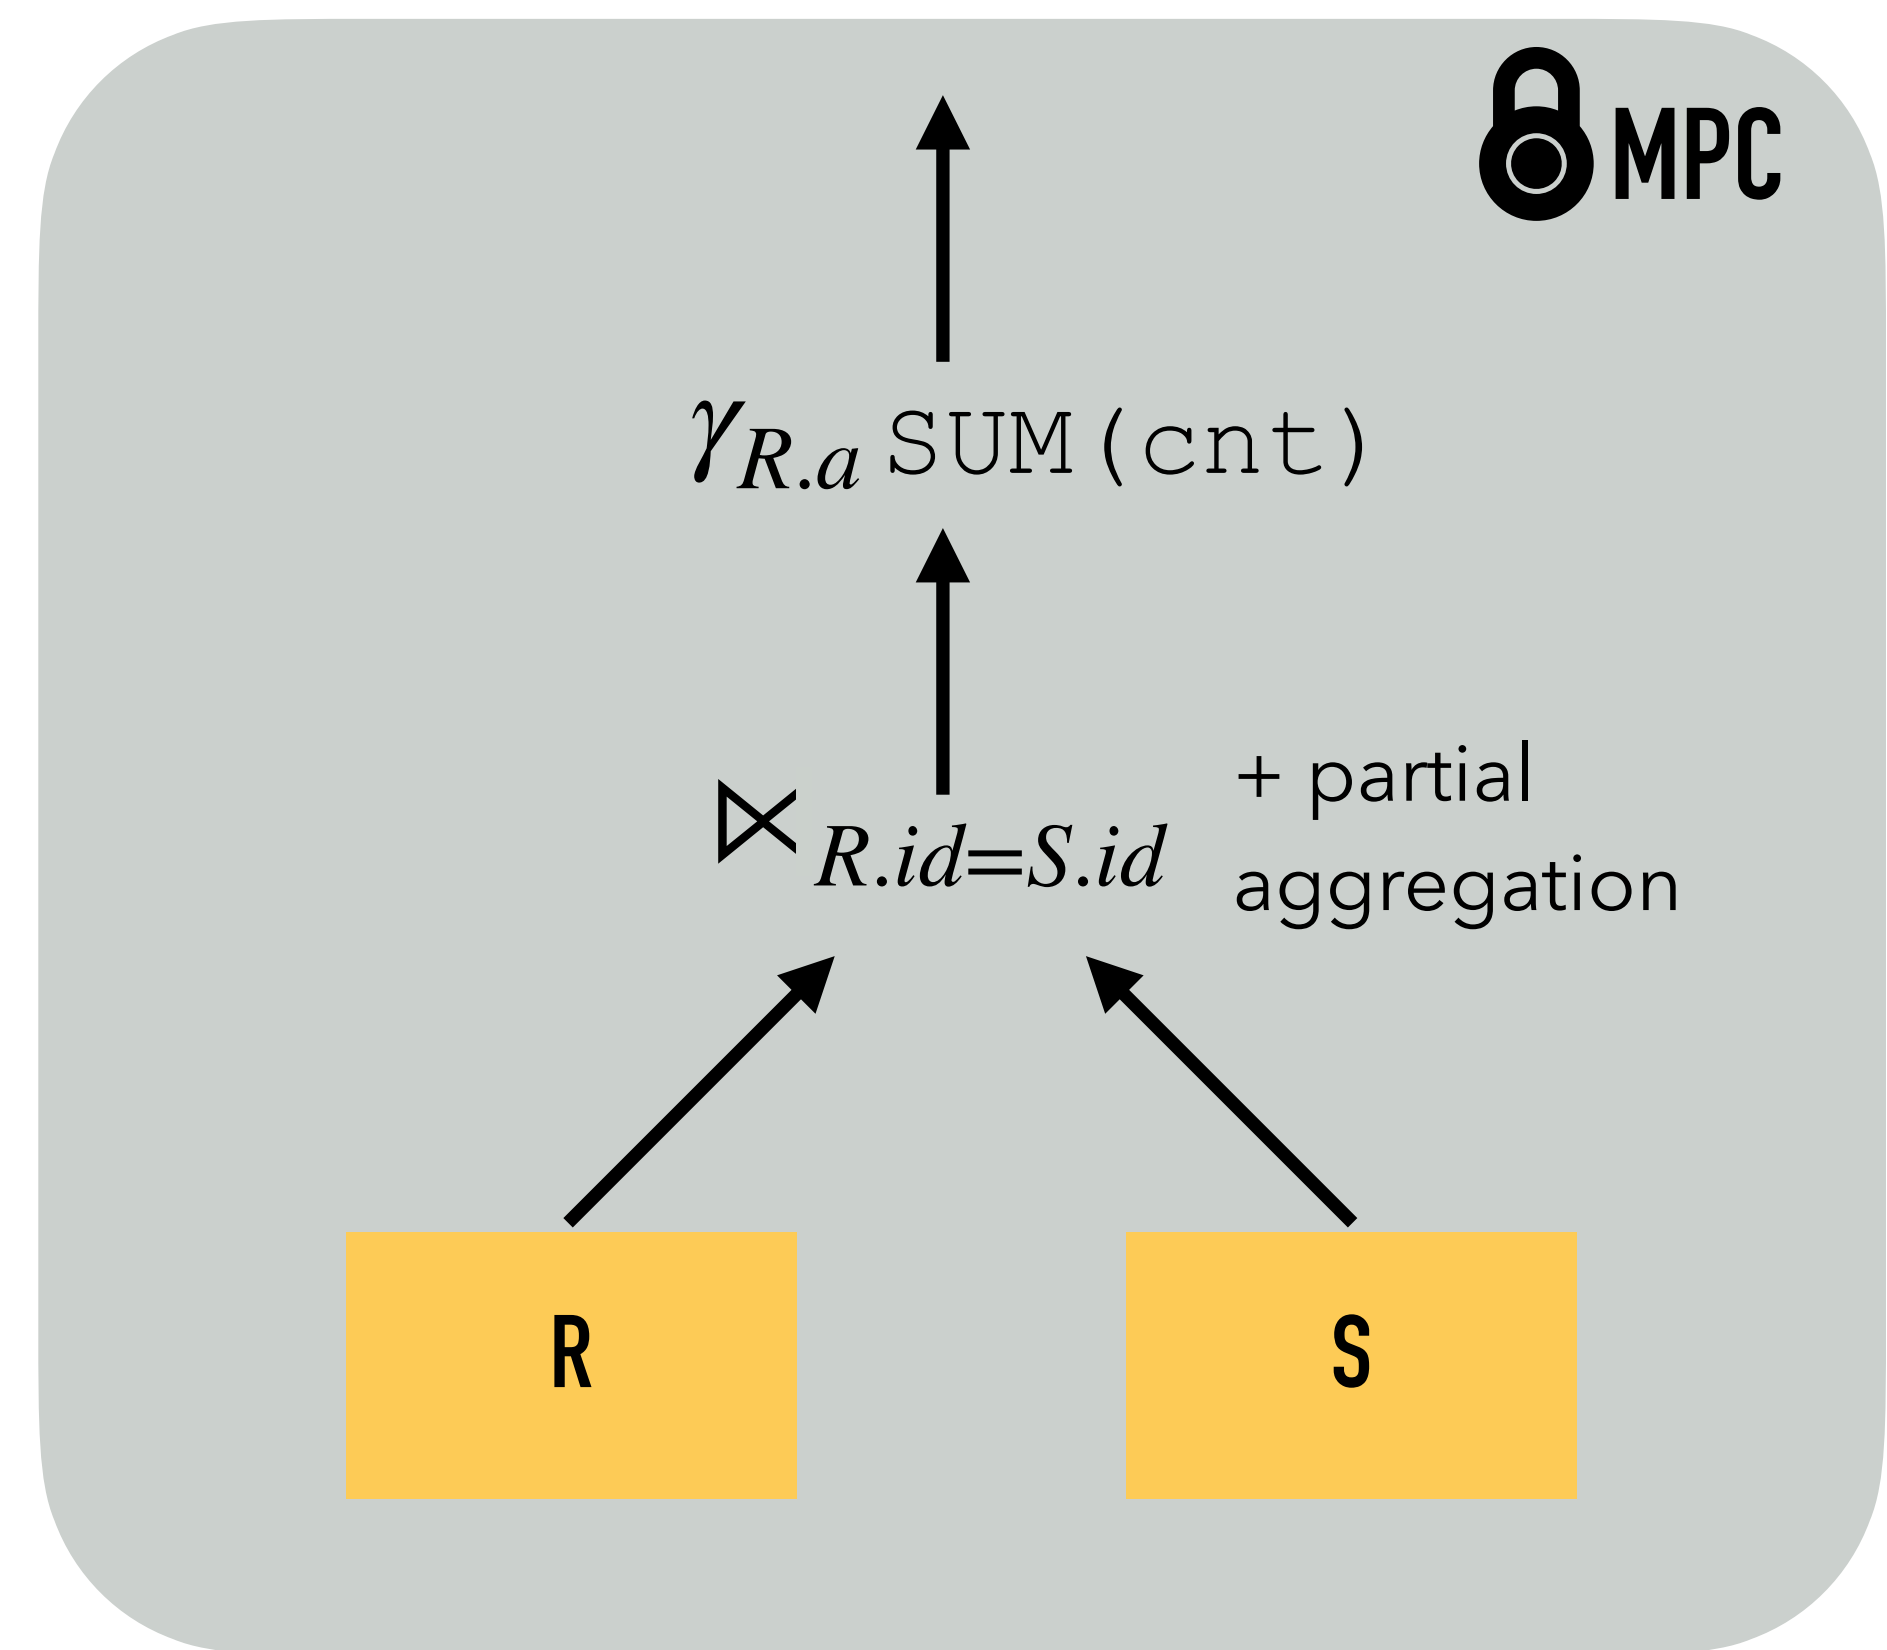 MPC
γR.a SUM(cnt)
⋉R.id=S.id
+ partial
aggregation
R
S